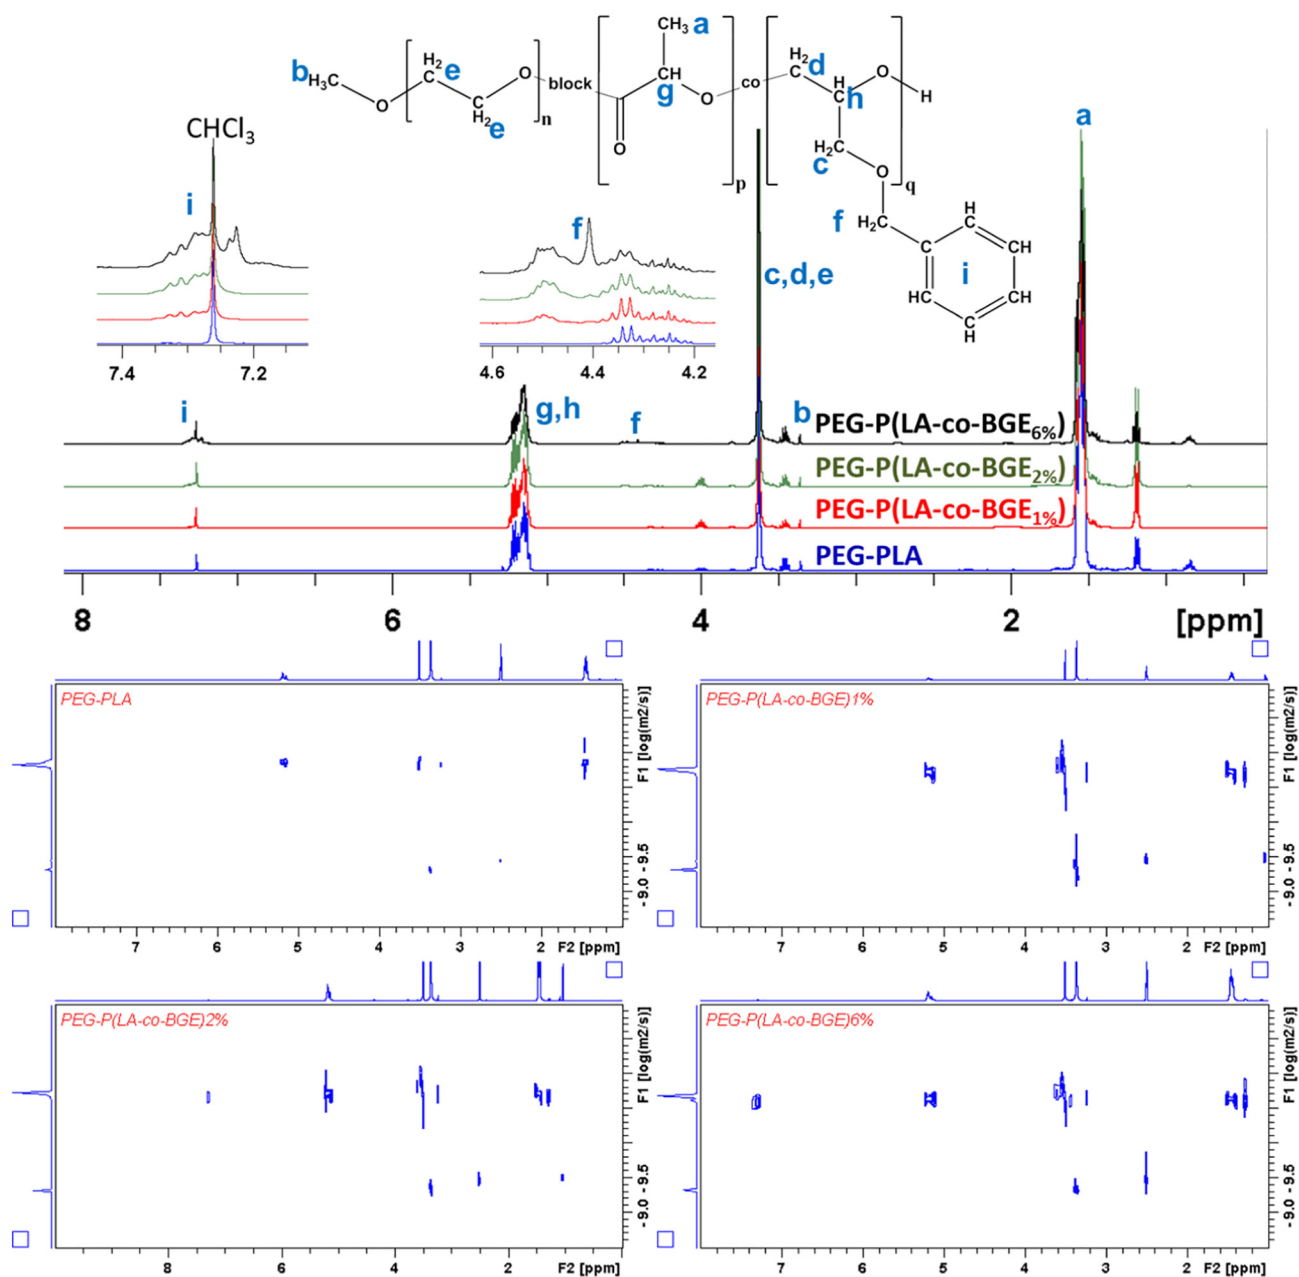 CH3 a
H2
b H3C
e
O
O
block
H2
e
n
CH
g
O
O
p
co
H2
d
H
h
O
H
H2C
c
O
q
f H2C
H
HC
CH
i
HC
CH
C
H
CHCl3
i
7.4 7.2
f
4.6 4.4 4.2
c,d,e
a
i
g,h
f
b
PEG-P(LA-co-BGE6%)
PEG-P(LA-co-BGE2%)
PEG-P(LA-co-BGE1%)
PEG-PLA
8 6 4 2 [ppm]
PEG-PLA
F1 [log(m2/s)]
- 9.5
- 9.0
7 6 5 4 3 2 F2 [ppm]
PEG-P(LA-co-BGE)1%
F1 [log(m2/s)]
- 9.5
- 9.0
7 6 5 4 3 2 F2 [ppm]
PEG-P(LA-co-BGE)2%
F1 [log(m2/s)]
- 9.5
- 9.0
8 6 4 2 F2 [ppm]
PEG-P(LA-co-BGE)6%
F1 [log(m2/s)]
- 9.5
- 9.0
7 6 5 4 3 2 F2 [ppm]